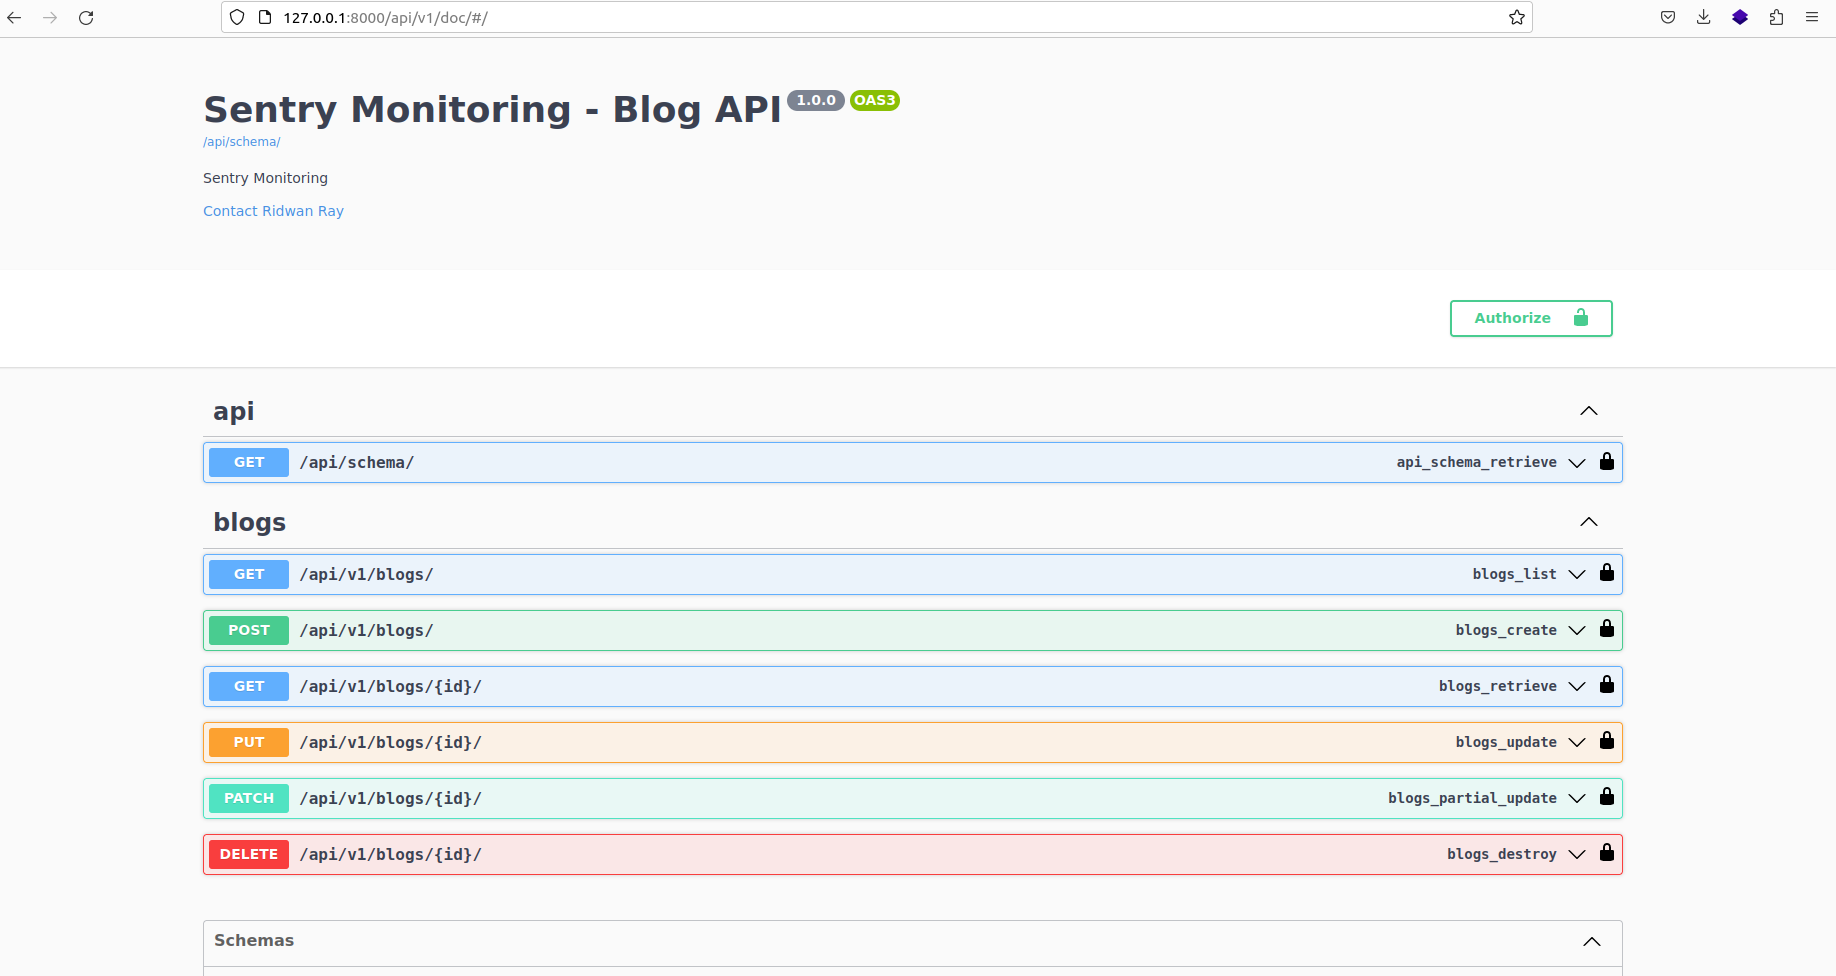 127.0.0.1:8000/api/v1/doc/#/
Sentry Monitoring - Blog API 1.0.0 OAS3
/api/schema/
Sentry Monitoring
Contact Ridwan Ray
Authorize
api
GET /api/schema/ api_schema_retrieve
blogs
GET /api/v1/blogs/ blogs_list
POST /api/v1/blogs/ blogs_create
GET /api/v1/blogs/{id}/ blogs_retrieve
PUT /api/v1/blogs/{id}/ blogs_update
PATCH /api/v1/blogs/{id}/ blogs_partial_update
DELETE /api/v1/blogs/{id}/ blogs_destroy
Schemas